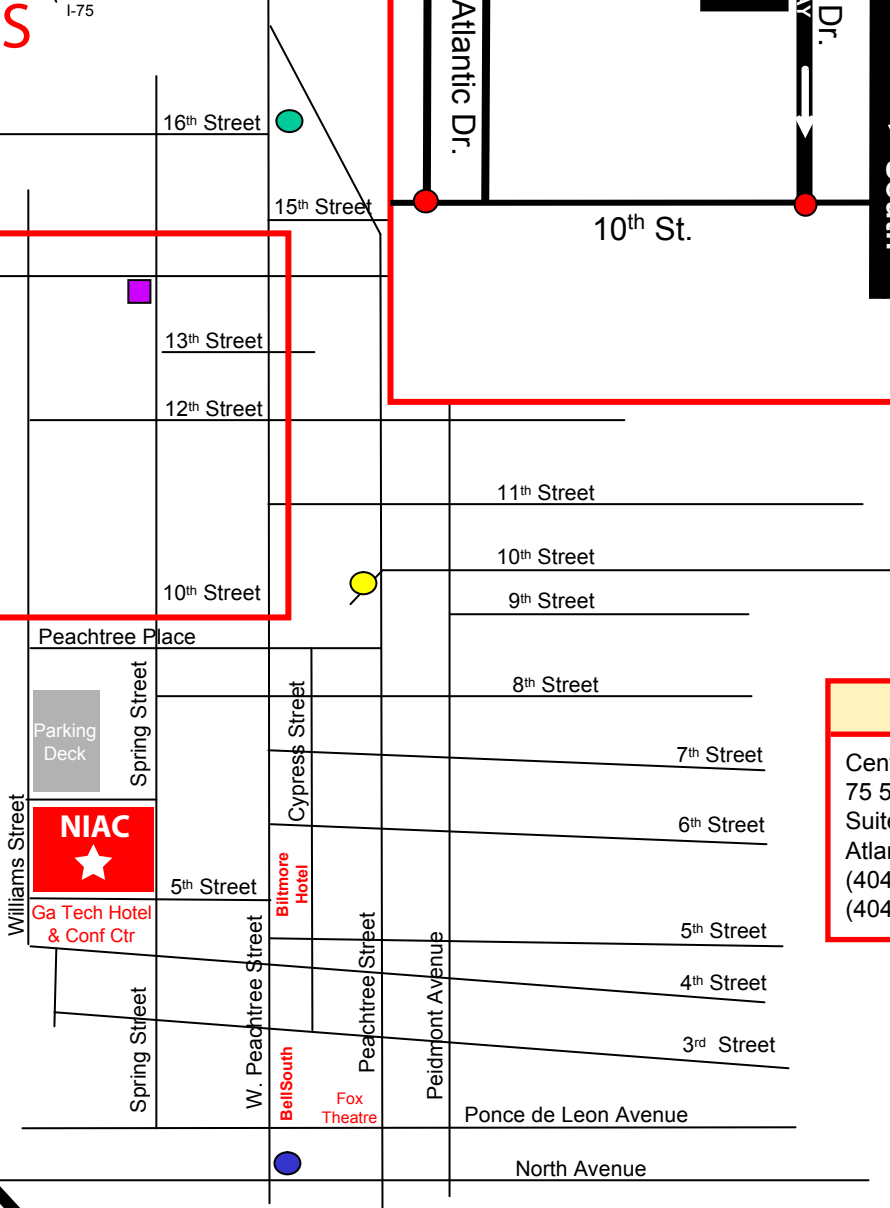 S
I-75
Atlantic Dr.
Dr.
16th Street
15th Street
10th St.
13th Street
12th Street
11th Street
10th Street
10th Street
9th Street
Peachtree Place
8th Street
Spring Street
Cypress Street
Parking
Deck
7th Street
6th Street
NIAC
Williams Street
5th Street
Biltmore
Hotel
Ga Tech Hotel
& Conf Ctr
W. Peachtree Street
Peachtree Street
Peidmont Avenue
5th Street
4th Street
3rd Street
Spring Street
BellSouth
Fox
Theatre
Ponce de Leon Avenue
North Avenue
75 5
(404
(404